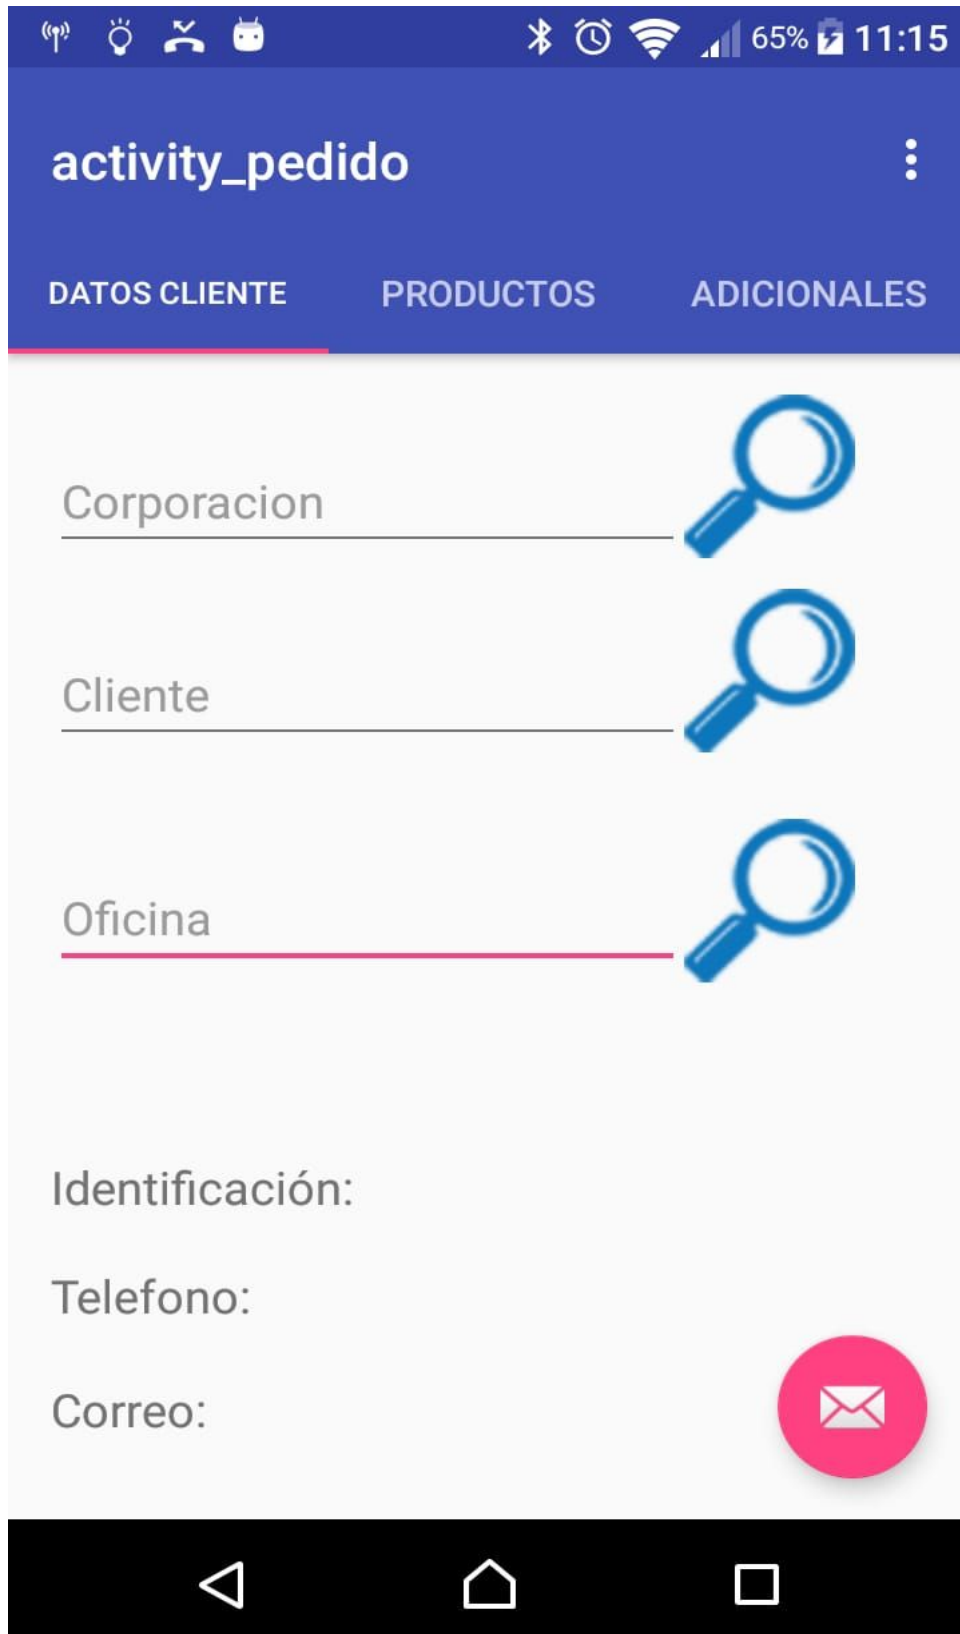 65% 11:15
activity_pedido
DATOS CLIENTE PRODUCTOS ADICIONALES
Corporacion
Cliente
Oficina
Identificación:
Telefono:
Correo: